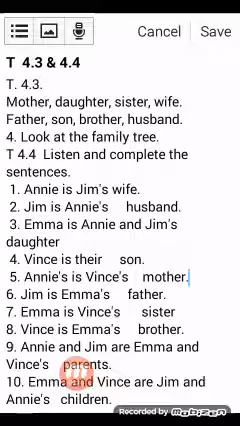 Cancel Save
T 4.3 & 4.4
T. 4.3.
Mother, daughter, sister, wife.
Father, son, brother, husband.
4. Look at the family tree.
T 4.4 Listen and complete the
sentences.
1. Annie is Jim's wife.
2. Jim is Annie's husband.
3. Emma is Annie and Jim's
daughter
4. Vince is their son.
5. Annie's is Vince's mother.
6. Jim is Emma's father.
7. Emma is Vince's sister
8. Vince is Emma's brother.
9. Annie and Jim are Emma and
Vince's parents.
10. Emma and Vince are Jim and
Annie's children.
Recorded by mobizen